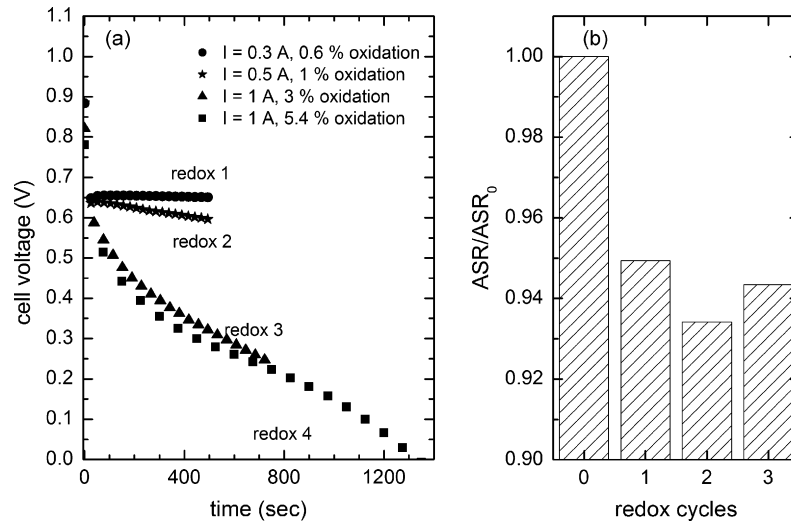 (a)
I = 0.3 A, 0.6 % oxidation
I = 0.5 A, 1 % oxidation
I = 1 A, 3 % oxidation
I = 1 A, 5.4 % oxidation
redox 1
redox 2
redox 3
redox 4
1.1
1.0
0.9
0.8
0.7
0.6
0.5
0.4
0.3
0.2
0.1
0.0
cell voltage (V)
0
400
800
1200
time (sec)
(b)
1.00
0.98
0.96
0.94
0.92
0.90
ASR/ASR₀
0
1
2
3
redox cycles